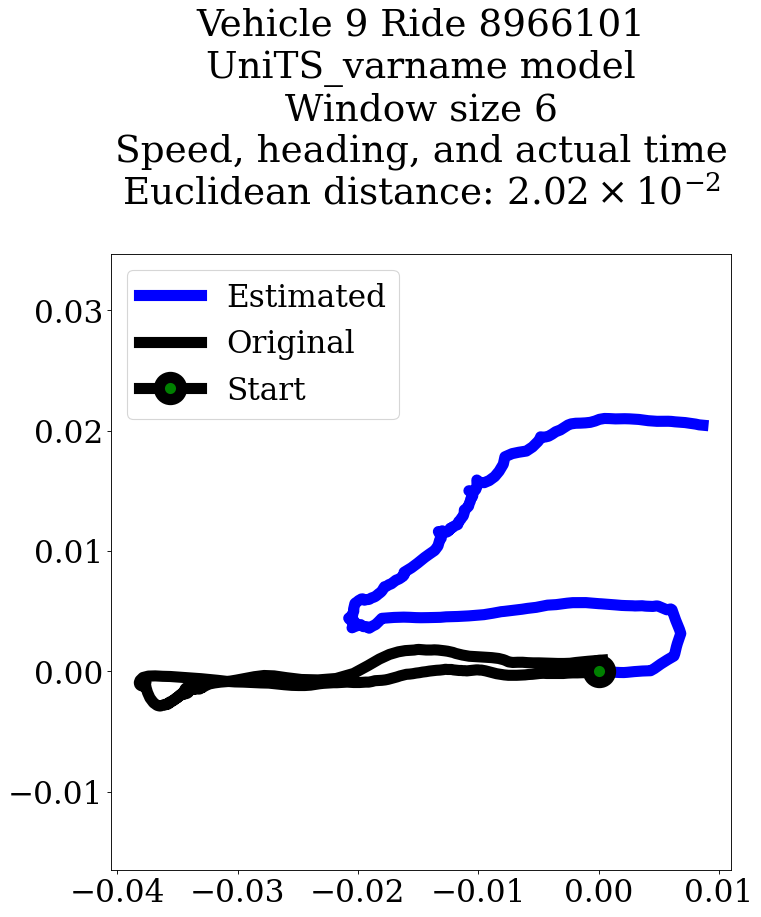 Vehicle 9 Ride 8966101
UniTS_varname model
Window size 6
Speed, heading, and actual time
Euclidean distance: 2.02 × 10⁻²
Estimated
Original
Start
0.03
0.02
0.01
0.00
−0.01
−0.04 −0.03 −0.02 −0.01 0.00 0.01